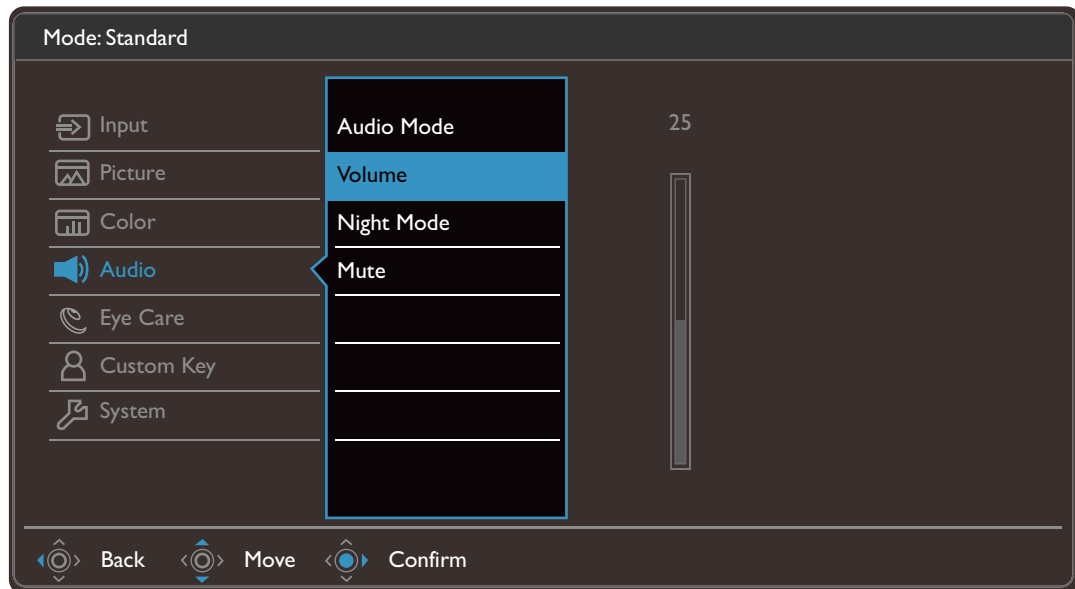 Mode: Standard
Input
Picture
Color
Audio
Eye Care
Custom Key
System
Audio Mode
Volume
Night Mode
Mute
25
Back Move Confirm